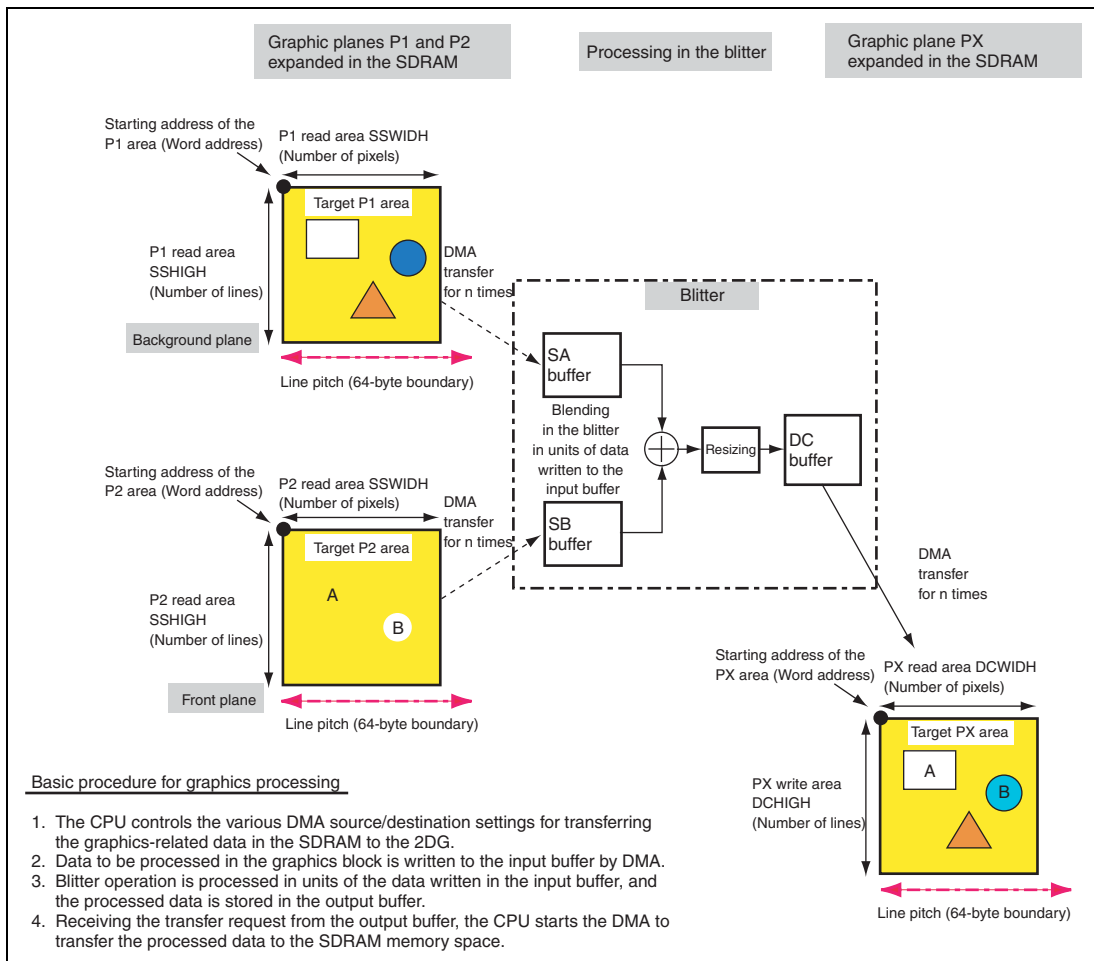 Graphic planes P1 and P2
expanded in the SDRAM
Processing in the blitter
Graphic plane PX
expanded in the SDRAM
Starting address of the
P1 area (Word address)
P1 read area SSWIDH
(Number of pixels)
Target P1 area
P1 read area
SSHIGH
(Number of lines)
DMA
transfer
for n times
Background plane
Line pitch (64-byte boundary)
Blitter
SA
buffer
Blending
in the blitter
in units of data
written to the
input buffer
Resizing
DC
buffer
SB
buffer
Starting address of the
P2 area (Word address)
P2 read area SSWIDH
(Number of pixels)
DMA
transfer
for n times
Target P2 area
A
B
P2 read area
SSHIGH
(Number of lines)
Front plane
Line pitch (64-byte boundary)
DMA
transfer
for n times
Starting address of the
PX area (Word address)
PX read area DCWIDH
(Number of pixels)
Target PX area
A
B
PX write area
DCHIGH
(Number of lines)
Line pitch (64-byte boundary)
Basic procedure for graphics processing
1. The CPU controls the various DMA source/destination settings for transferring
the graphics-related data in the SDRAM to the 2DG.
2. Data to be processed in the graphics block is written to the input buffer by DMA.
3. Blitter operation is processed in units of the data written in the input buffer, and
the processed data is stored in the output buffer.
4. Receiving the transfer request from the output buffer, the CPU starts the DMA to
transfer the processed data to the SDRAM memory space.